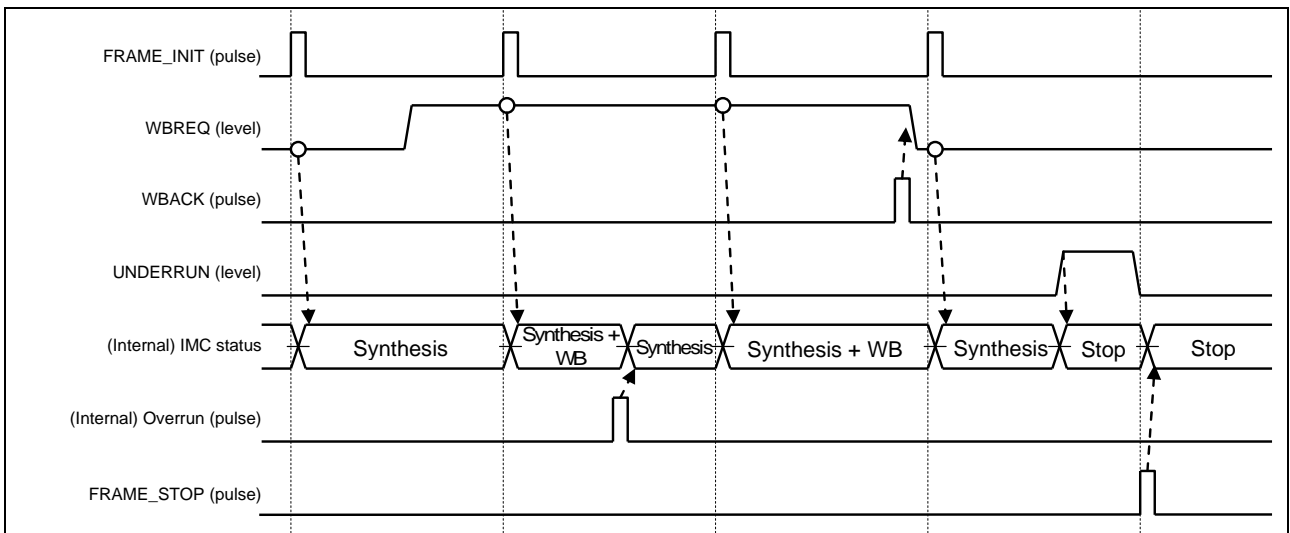 FRAME_INIT (pulse)
WBREQ (level)
WBACK (pulse)
UNDERRUN (level)
(Internal) IMC status
Synthesis
Synthesis +
WB
Synthesis
Synthesis + WB
Synthesis
Stop
Stop
(Internal) Overrun (pulse)
FRAME_STOP (pulse)